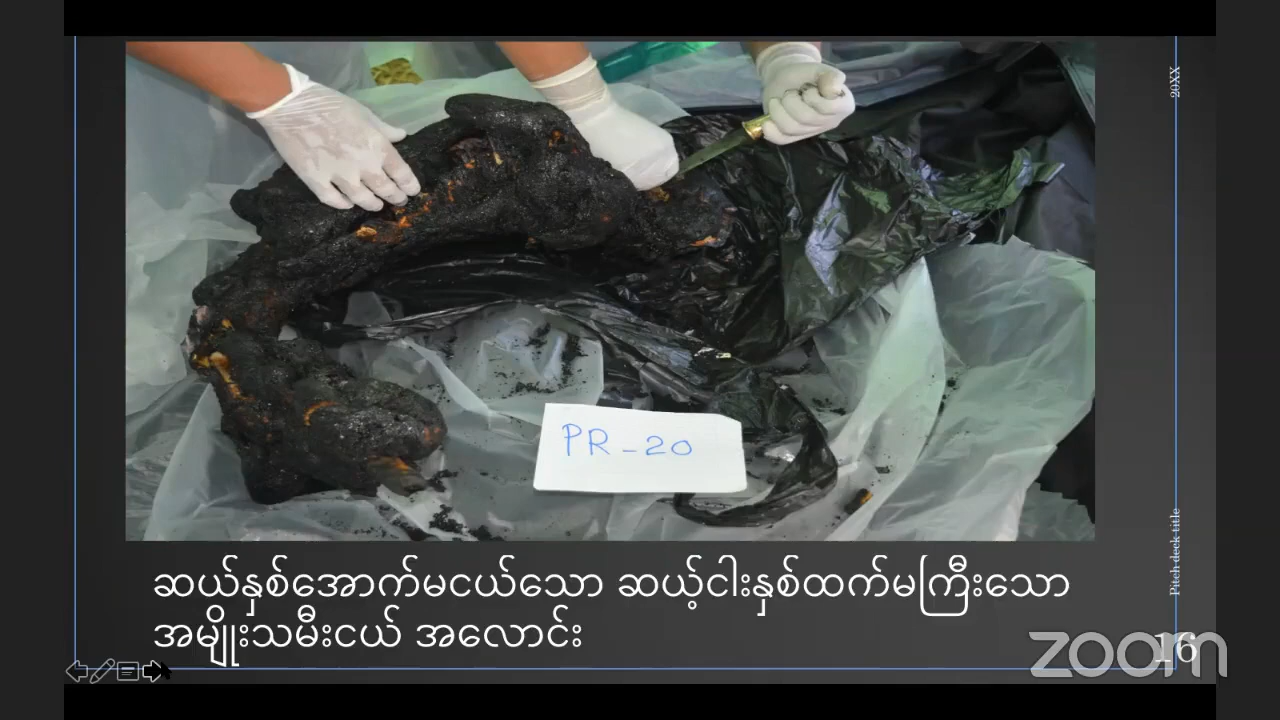 20XX
PR-20
Pitch deck title
ဆယ်နှစ်အောက်မငယ်သော ဆယ့်ငါးနှစ်ထက်မကြီးသော
အမျိုးသမီးငယ် အလောင်း
zoom
16